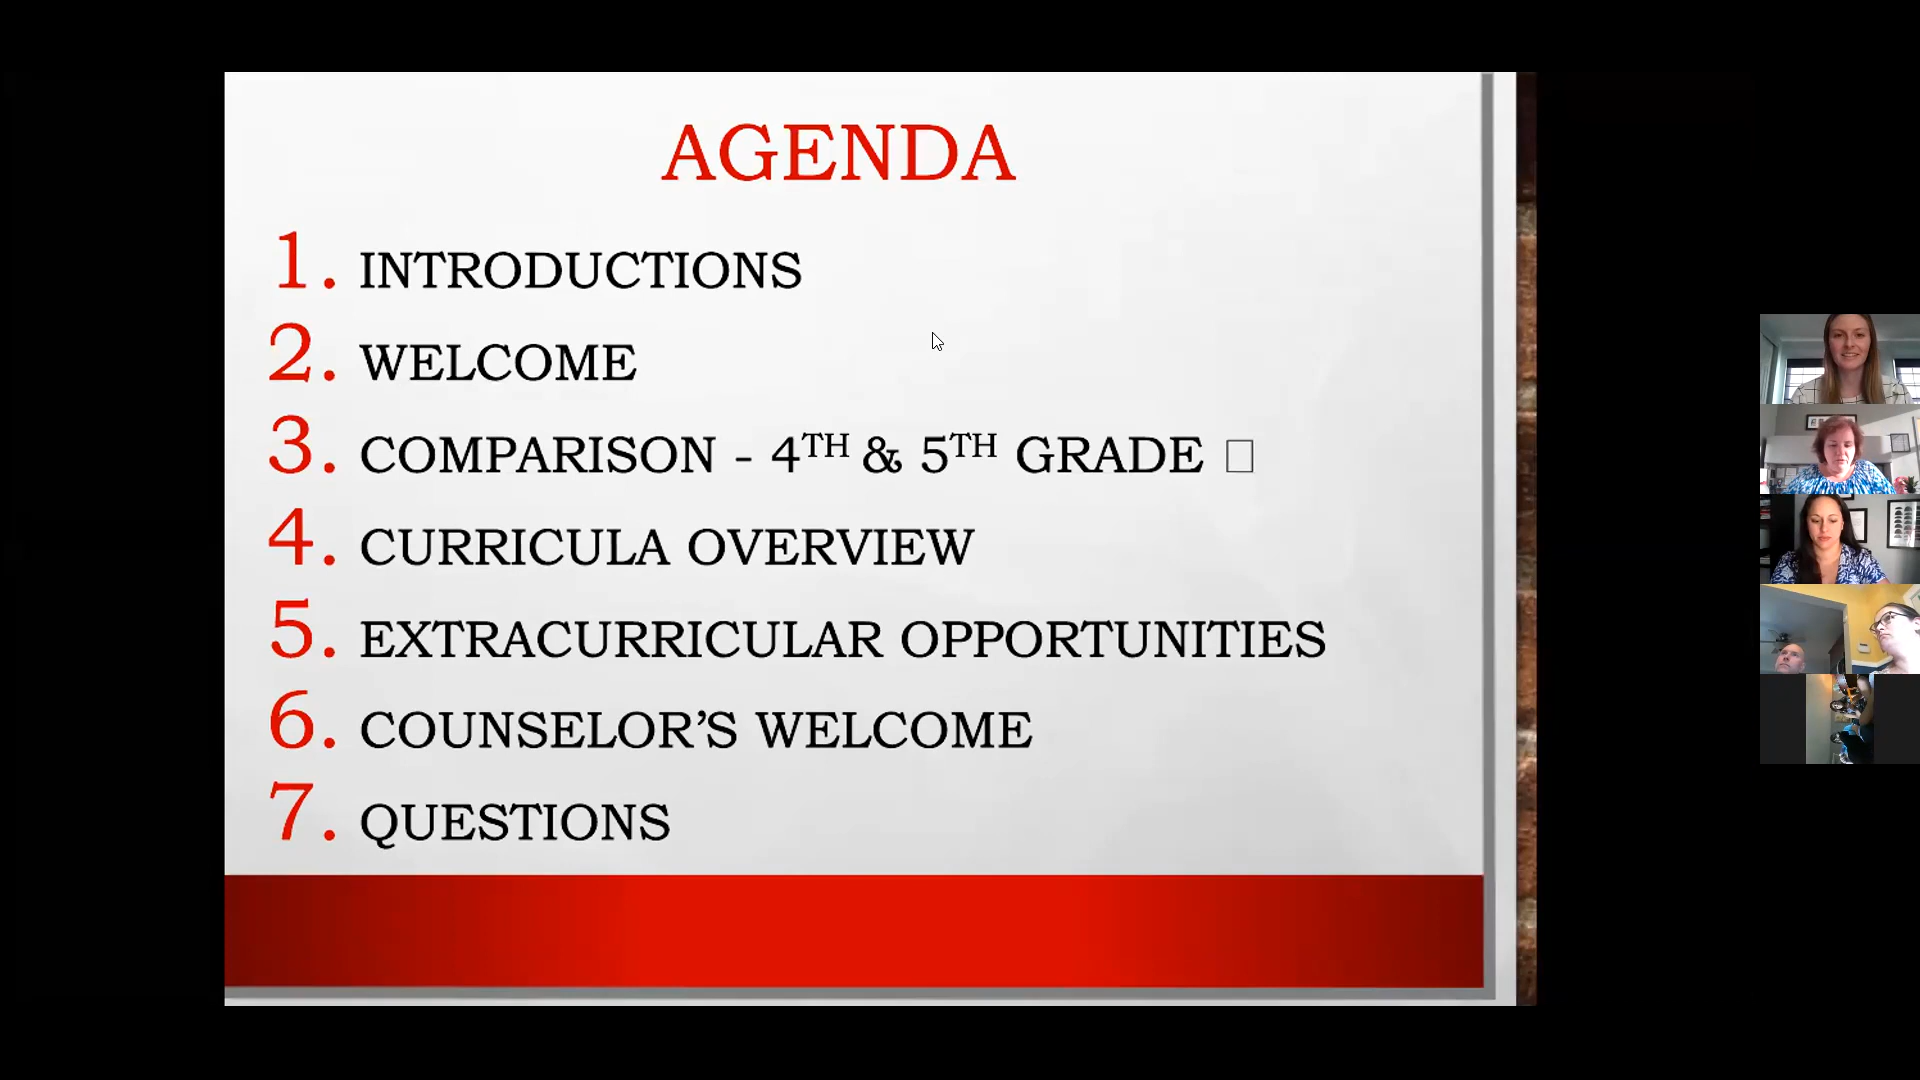 AGENDA
1. INTRODUCTIONS
2. WELCOME
3. COMPARISON - 4TH & 5TH GRADE □
4. CURRICULA OVERVIEW
5. EXTRACURRICULAR OPPORTUNITIES
6. COUNSELOR’S WELCOME
7. QUESTIONS